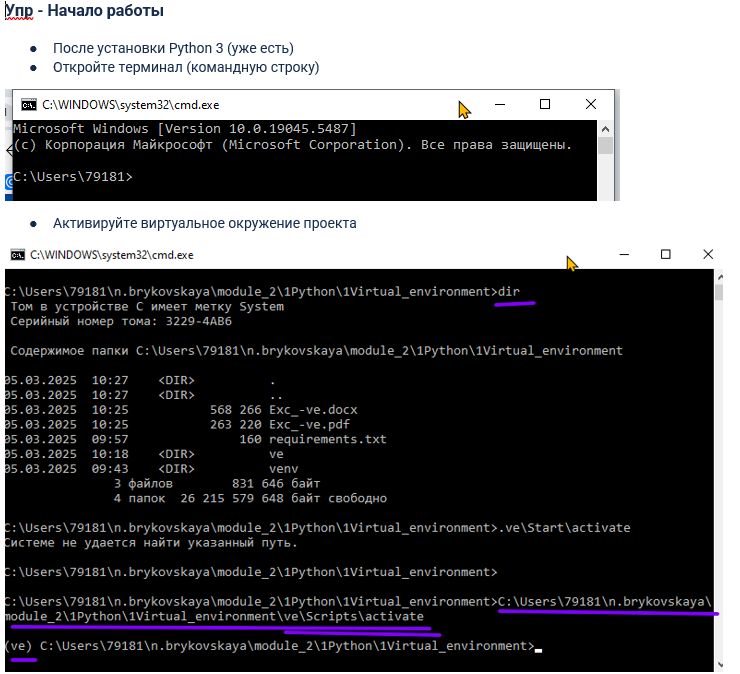 Упр - Начало работы
● После установки Python 3 (уже есть)
● Откройте терминал (командную строку)
C:\WINDOWS\system32\cmd.exe
Microsoft Windows [Version 10.0.19045.5487]
(c) Корпорация Майкрософт (Microsoft Corporation). Все права защищены.
C:\Users\79181>
● Активируйте виртуальное окружение проекта
C:\WINDOWS\system32\cmd.exe
C:\Users\79181\n.brykovskaya\module_2\1Python\1Virtual_environment>dir
Том в устройстве C имеет метку System
Серийный номер тома: 3229-4AB6
Содержимое папки C:\Users\79181\n.brykovskaya\module_2\1Python\1Virtual_environment
05.03.2025 10:27 <DIR> .
05.03.2025 10:27 <DIR> ..
05.03.2025 10:25 568 266 Exc_-ve.docx
05.03.2025 10:25 263 220 Exc_-ve.pdf
05.03.2025 09:57 160 requirements.txt
05.03.2025 10:18 <DIR> ve
05.03.2025 09:43 <DIR> venv
3 файлов 831 646 байт
4 папок 26 215 579 648 байт свободно
C:\Users\79181\n.brykovskaya\module_2\1Python\1Virtual_environment>.ve\Start\activate
Системе не удается найти указанный путь.
C:\Users\79181\n.brykovskaya\module_2\1Python\1Virtual_environment>
C:\Users\79181\n.brykovskaya\module_2\1Python\1Virtual_environment>C:\Users\79181\n.brykovskaya\
module_2\1Python\1Virtual_environment\ve\Scripts\activate
(ve) C:\Users\79181\n.brykovskaya\module_2\1Python\1Virtual_environment>